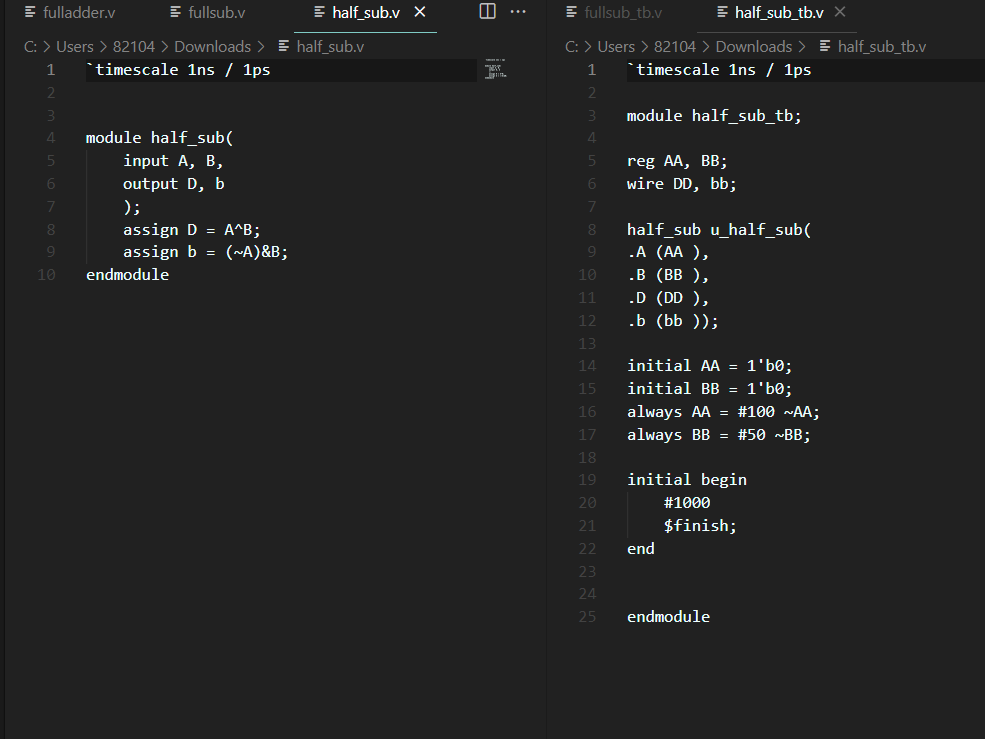 fulladder.v fullsub.v half_sub.v
C: > Users > 82104 > Downloads > half_sub.v
1 `timescale 1ns / 1ps
2
3
4 module half_sub(
5 input A, B,
6 output D, b
7 );
8 assign D = A^B;
9 assign b = (~A)&B;
10 endmodule
fullsub_tb.v half_sub_tb.v
C: > Users > 82104 > Downloads > half_sub_tb.v
1 `timescale 1ns / 1ps
2
3 module half_sub_tb;
4
5 reg AA, BB;
6 wire DD, bb;
7
8 half_sub u_half_sub(
9 .A (AA ),
10 .B (BB ),
11 .D (DD ),
12 .b (bb ));
13
14 initial AA = 1'b0;
15 initial BB = 1'b0;
16 always AA = #100 ~AA;
17 always BB = #50 ~BB;
18
19 initial begin
20 #1000
21 $finish;
22 end
23
24
25 endmodule